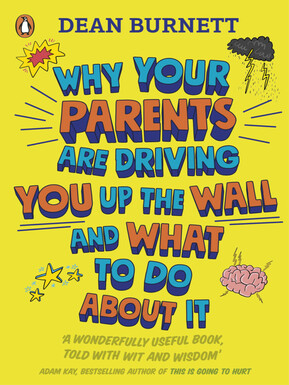 DEAN BURNETT
WHY YOUR
PARENTS
ARE DRIVING
YOU UP THE WALL
AND WHAT
TO DO
ABOUT IT
'A WONDERFULLY USEFUL BOOK,
TOLD WITH WIT AND WISDOM'
ADAM KAY, BESTSELLING AUTHOR OF THIS IS GOING TO HURT